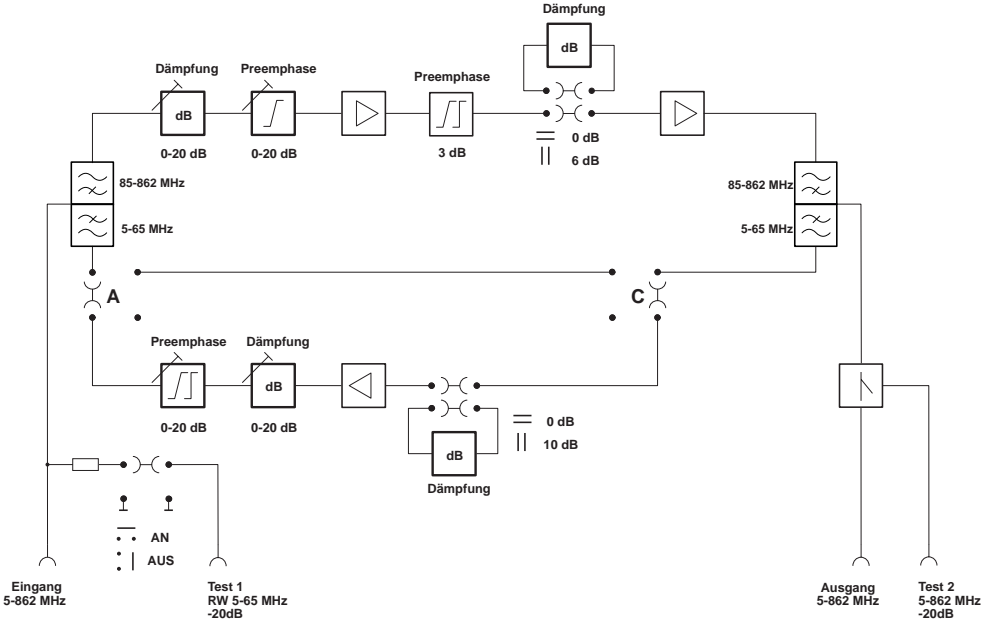 Dämpfung
dB
Dämpfung
Preemphase
Preemphase
dB
0-20 dB
0-20 dB
3 dB
0 dB
6 dB
85-862 MHz
5-65 MHz
85-862 MHz
5-65 MHz
A
C
Preemphase
Dämpfung
dB
0-20 dB
0-20 dB
0 dB
10 dB
dB
Dämpfung
AN
AUS
Eingang
5-862 MHz
Test 1
RW 5-65 MHz
-20dB
Ausgang
5-862 MHz
Test 2
5-862 MHz
-20dB